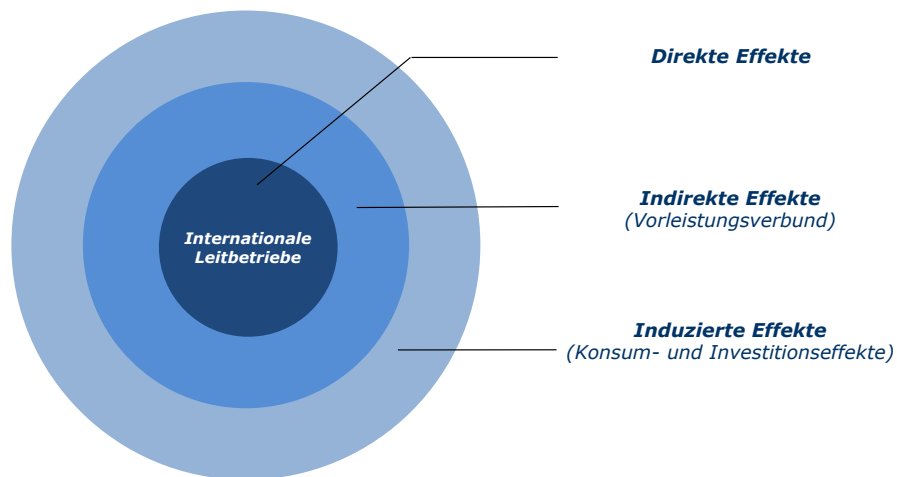 Direkte Effekte
Indirekte Effekte
(Vorleistungsverbund)
Internationale
Leitbetriebe
Induzierte Effekte
(Konsum- und Investitionseffekte)